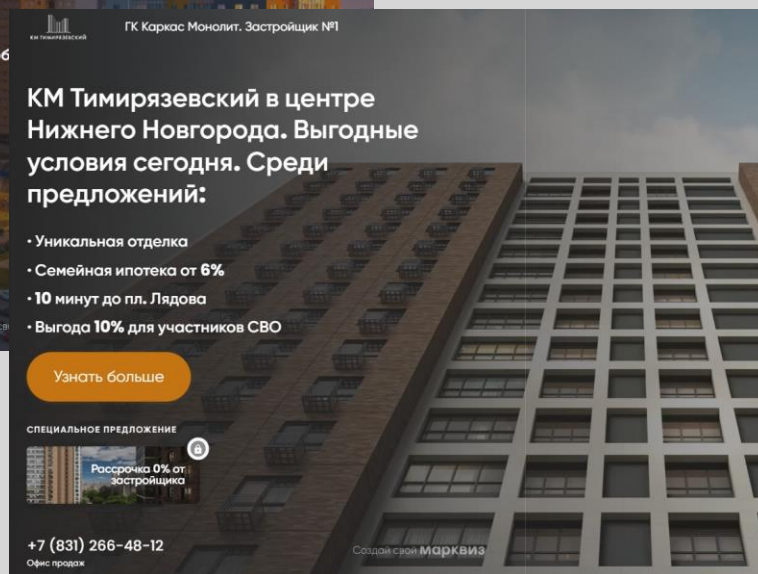 КМ ТИМИРЯЗЕВСКИЙ
ГК Каркас Монолит. Застройщик №1
КМ Тимирязевский в центре
Нижнего Новгорода. Выгодные
условия сегодня. Среди
предложений:
· Уникальная отделка
· Семейная ипотека от 6%
· 10 минут до пл. Лядова
· Выгода 10% для участников СВО
Узнать больше
СПЕЦИАЛЬНОЕ ПРЕДЛОЖЕНИЕ
Рассрочка 0% от
застройщика
+7 (831) 266-48-12
Офис продаж
Создай свой марквиз